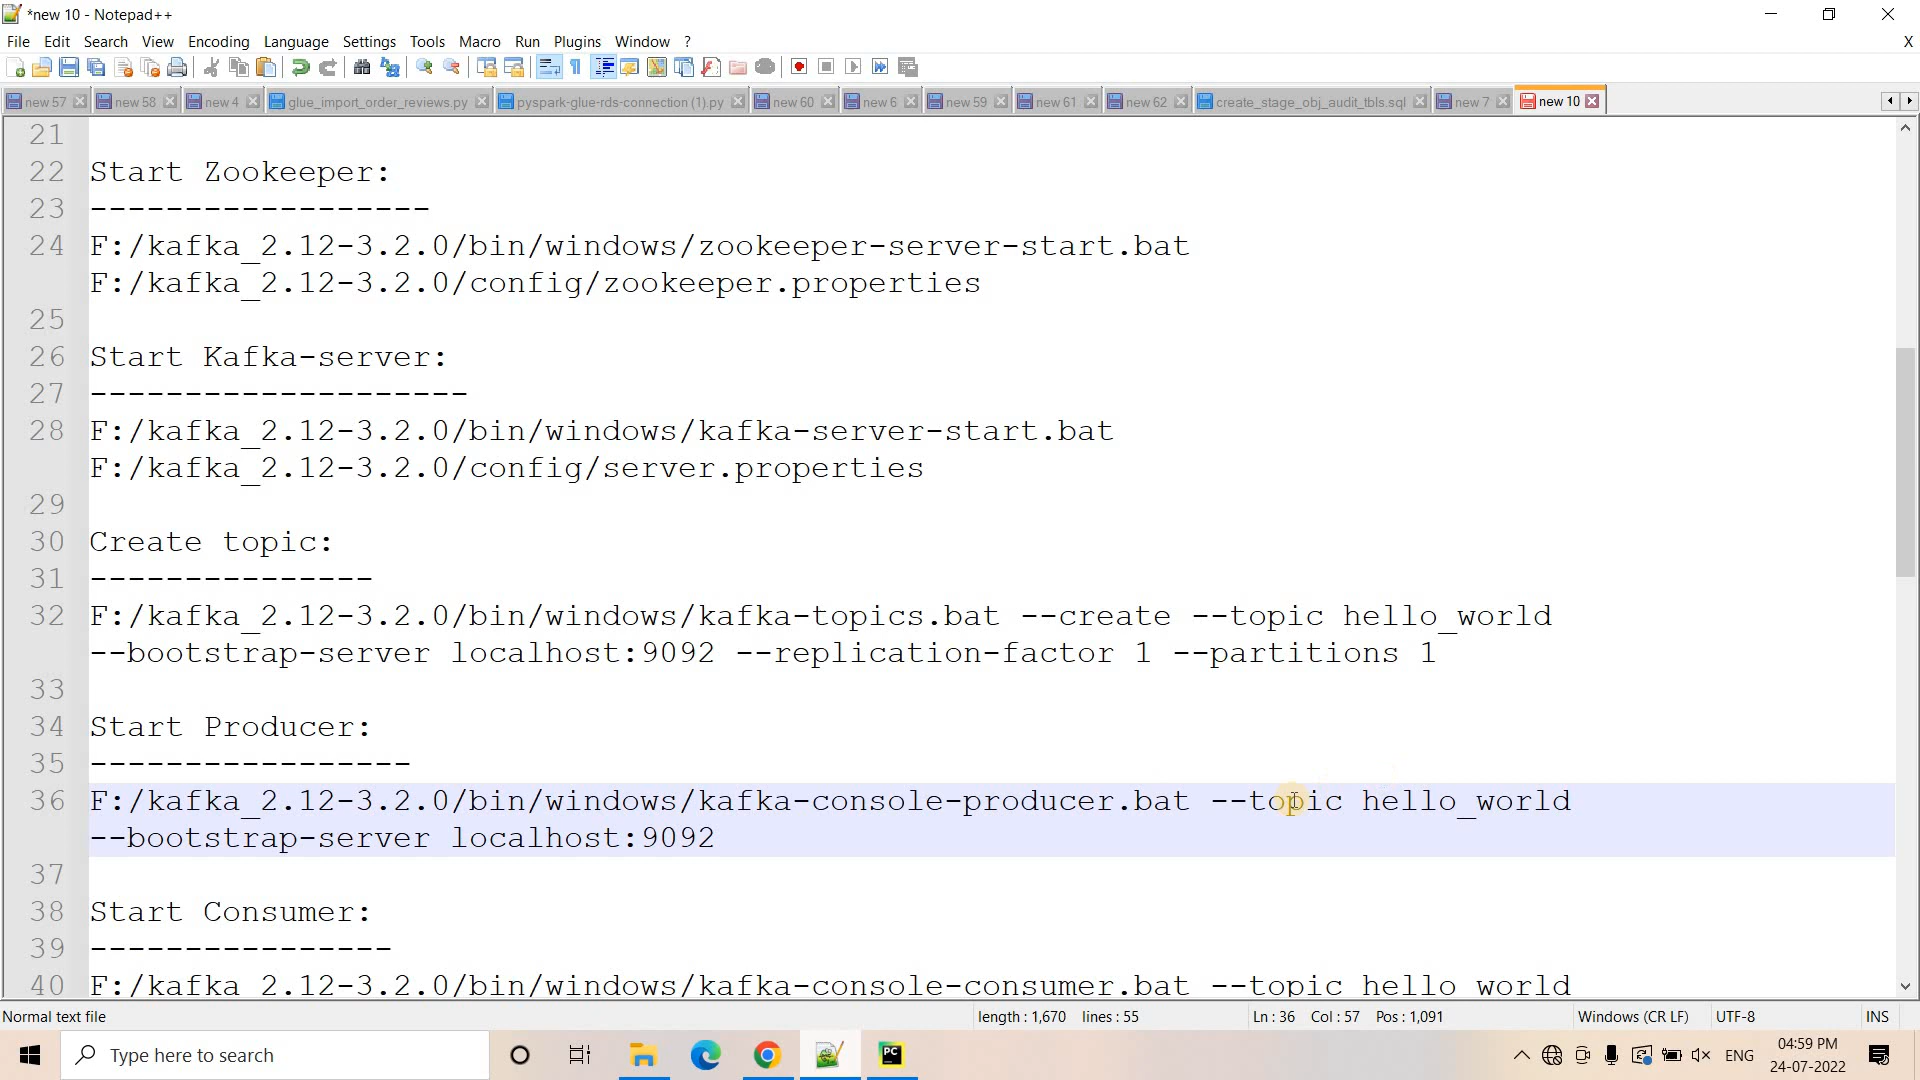 *new 10 - Notepad++
File Edit Search View Encoding Language Settings Tools Macro Run Plugins Window ? X
new 57 new 58 new 4 glue_import_order_reviews.py pyspark-glue-rds-connection (1).py new 60 new 6 new 59 new 61 new 62 create_stage_obj_audit_tbls.sql new 7 new 10
21
22 Start Zookeeper:
23 ------------------
24 F:/kafka_2.12-3.2.0/bin/windows/zookeeper-server-start.bat
F:/kafka_2.12-3.2.0/config/zookeeper.properties
25
26 Start Kafka-server:
27 --------------------
28 F:/kafka_2.12-3.2.0/bin/windows/kafka-server-start.bat
F:/kafka_2.12-3.2.0/config/server.properties
29
30 Create topic:
31 ---------------
32 F:/kafka_2.12-3.2.0/bin/windows/kafka-topics.bat --create --topic hello_world
--bootstrap-server localhost:9092 --replication-factor 1 --partitions 1
33
34 Start Producer:
35 -----------------
36 F:/kafka_2.12-3.2.0/bin/windows/kafka-console-producer.bat --topic hello_world
--bootstrap-server localhost:9092
37
38 Start Consumer:
39 ----------------
40 F:/kafka_2.12-3.2.0/bin/windows/kafka-console-consumer.bat --topic hello_world
Normal text file length : 1,670 lines : 55 Ln : 36 Col : 57 Pos : 1,091 Windows (CR LF) UTF-8 INS
Type here to search PC ENG 04:59 PM
24-07-2022